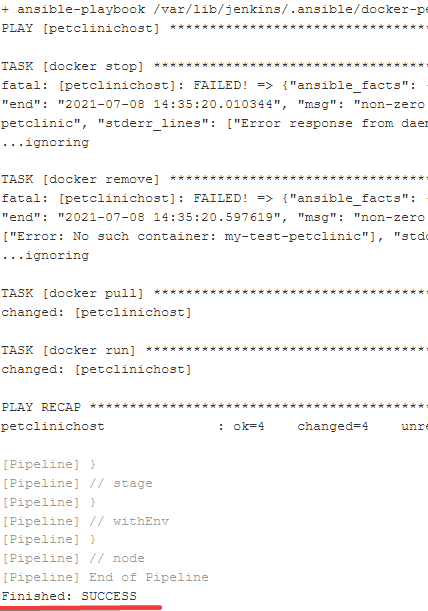 + ansible-playbook /var/lib/jenkins/.ansible/docker-pe
PLAY [petclinichost] *********************************
TASK [docker stop] ***********************************
fatal: [petclinichost]: FAILED! => {"ansible_facts": {
"end": "2021-07-08 14:35:20.010344", "msg": "non-zero
petclinic", "stderr_lines": ["Error response from daem
...ignoring
TASK [docker remove] *********************************
fatal: [petclinichost]: FAILED! => {"ansible_facts": {
"end": "2021-07-08 14:35:20.597619", "msg": "non-zero
["Error: No such container: my-test-petclinic"], "stdo
...ignoring
TASK [docker pull] ***********************************
changed: [petclinichost]
TASK [docker run] ************************************
changed: [petclinichost]
PLAY RECAP *******************************************
petclinichost : ok=4 changed=4 unre
[Pipeline] }
[Pipeline] // stage
[Pipeline] }
[Pipeline] // withEnv
[Pipeline] }
[Pipeline] // node
[Pipeline] End of Pipeline
Finished: SUCCESS